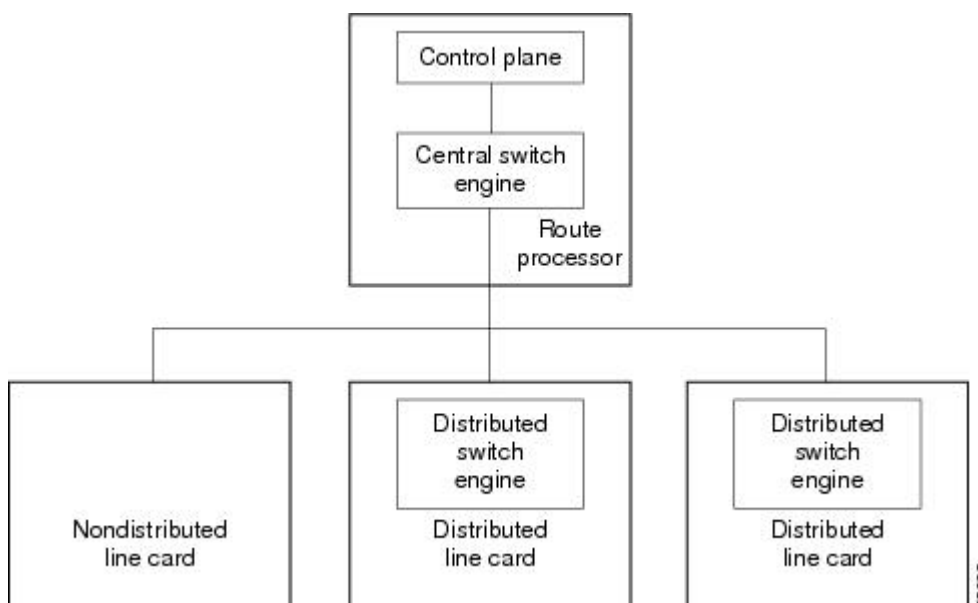 Control plane
Central switch
engine
Route
processor
Distributed
switch
engine
Distributed
switch
engine
Nondistributed
line card
Distributed
line card
Distributed
line card